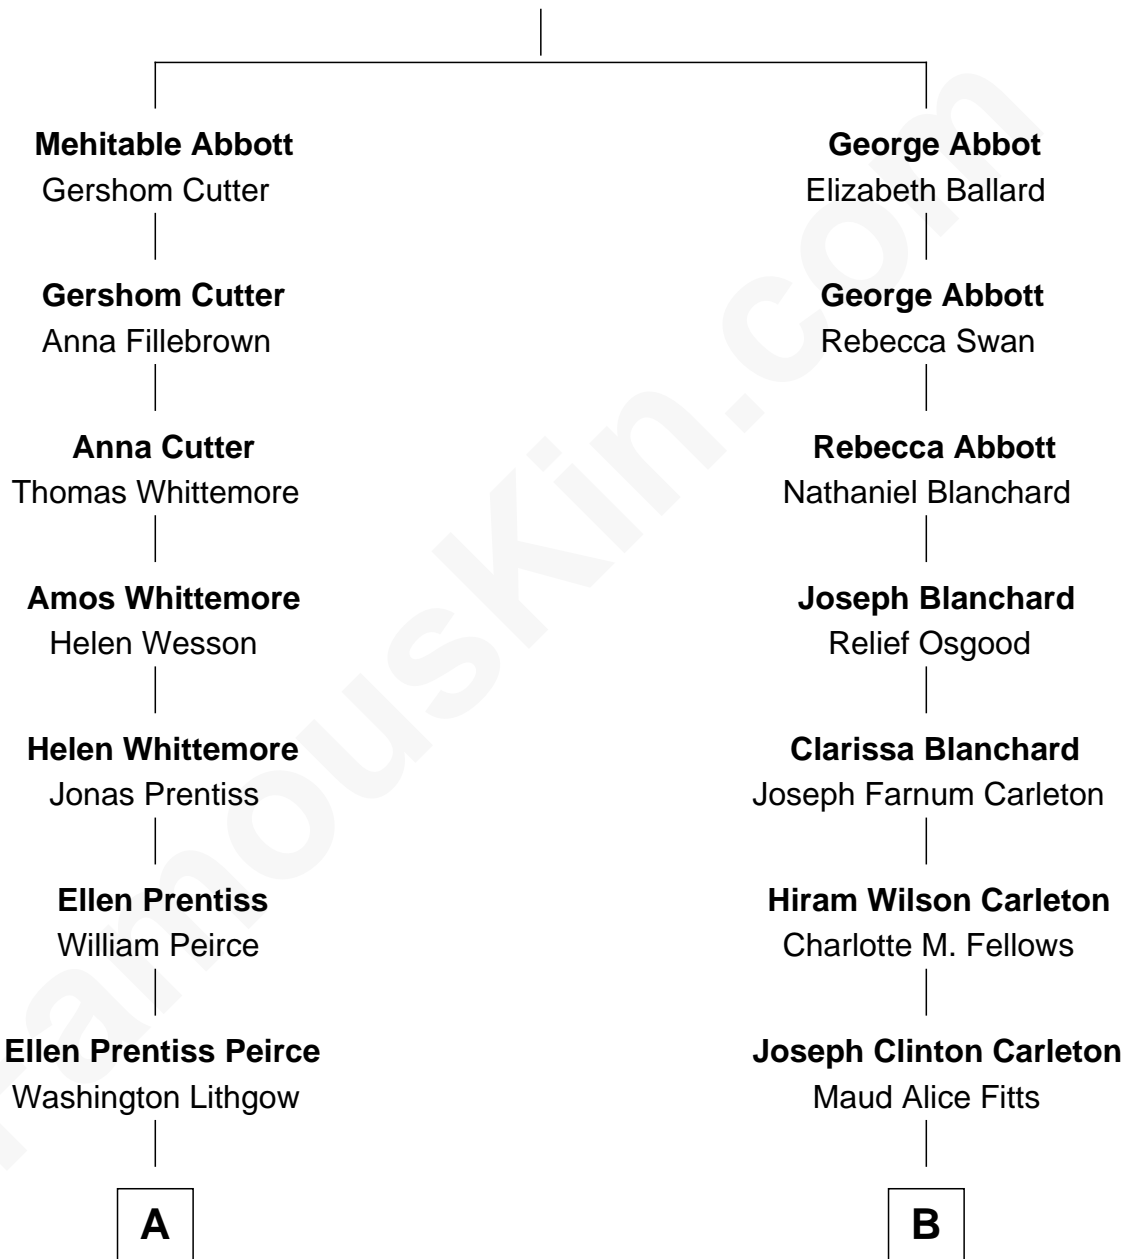 Mehitable Abbott
Gershom Cutter
George Abbot
Elizabeth Ballard
Gershom Cutter
Anna Fillebrown
George Abbott
Rebecca Swan
Anna Cutter
Thomas Whittemore
Rebecca Abbott
Nathaniel Blanchard
Amos Whittemore
Helen Wesson
Joseph Blanchard
Relief Osgood
Helen Whittemore
Jonas Prentiss
Clarissa Blanchard
Joseph Farnum Carleton
Ellen Prentiss
William Peirce
Hiram Wilson Carleton
Charlotte M. Fellows
Ellen Prentiss Peirce
Washington Lithgow
Joseph Clinton Carleton
Maud Alice Fitts
A
B
famouskin.com